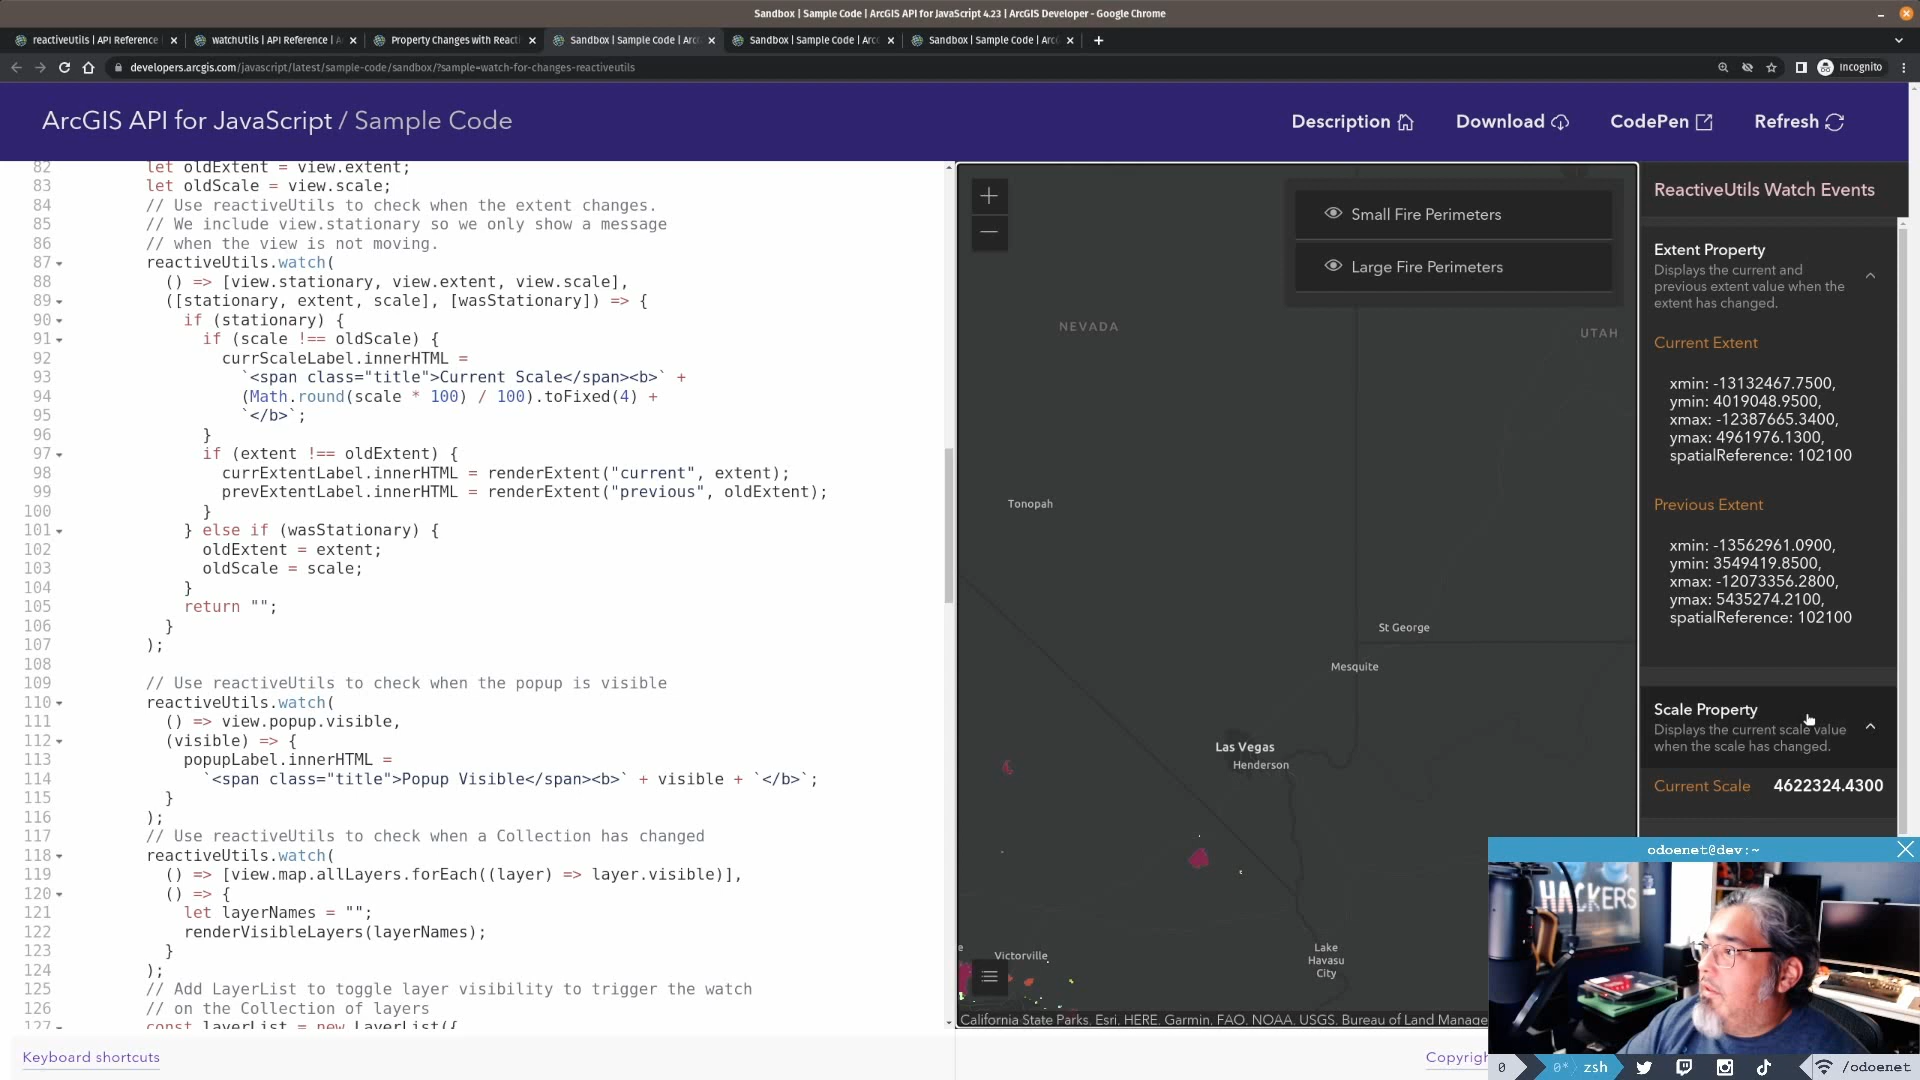 Sandbox | Sample Code | ArcGIS API for JavaScript 4.23 | ArcGIS Developer - Google Chrome
reactiveUtils | API Reference
watchUtils | API Reference |
Property Changes with React
Sandbox | Sample Code | Arc
Sandbox | Sample Code | Arc
Sandbox | Sample Code | Arc
developers.arcgis.com/javascript/latest/sample-code/sandbox/?sample=watch-for-changes-reactiveutils
Incognito
ArcGIS API for JavaScript / Sample Code
Description
Download
CodePen
Refresh
82 let oldExtent = view.extent;
83 let oldScale = view.scale;
84 // Use reactiveUtils to check when the extent changes.
85 // We include view.stationary so we only show a message
86 // when the view is not moving.
87 reactiveUtils.watch(
88 () => [view.stationary, view.extent, view.scale],
89 ([stationary, extent, scale], [wasStationary]) => {
90 if (stationary) {
91 if (scale !== oldScale) {
92 currScaleLabel.innerHTML =
93 `<span class="title">Current Scale</span><b>` +
94 (Math.round(scale * 100) / 100).toFixed(4) +
95 `</b>`;
96 }
97 if (extent !== oldExtent) {
98 currExtentLabel.innerHTML = renderExtent("current", extent);
99 prevExtentLabel.innerHTML = renderExtent("previous", oldExtent);
100 }
101 } else if (wasStationary) {
102 oldExtent = extent;
103 oldScale = scale;
104 }
105 return "";
106 }
107 );
108
109 // Use reactiveUtils to check when the popup is visible
110 reactiveUtils.watch(
111 () => view.popup.visible,
112 (visible) => {
113 popupLabel.innerHTML =
114 `<span class="title">Popup Visible</span><b>` + visible + `</b>`;
115 }
116 );
117 // Use reactiveUtils to check when a Collection has changed
118 reactiveUtils.watch(
119 () => [view.map.allLayers.forEach((layer) => layer.visible)],
120 () => {
121 let layerNames = "";
122 renderVisibleLayers(layerNames);
123 }
124 );
125 // Add LayerList to toggle layer visibility to trigger the watch
126 // on the Collection of layers
127 const layerList = new LayerList({
Small Fire Perimeters
Large Fire Perimeters
NEVADA
UTAH
Tonopah
St George
Mesquite
Las Vegas
Henderson
Victorville
Lake
Havasu
City
California State Parks, Esri, HERE, Garmin, FAO, NOAA, USGS, Bureau of Land Manage
ReactiveUtils Watch Events
Extent Property
Displays the current and
previous extent value when the
extent has changed.
Current Extent
xmin: -13132467.7500,
ymin: 4019048.9500,
xmax: -12387665.3400,
ymax: 4961976.1300,
spatialReference: 102100
Previous Extent
xmin: -13562961.0900,
ymin: 3549419.8500,
xmax: -12073356.2800,
ymax: 5435274.2100,
spatialReference: 102100
Scale Property
Displays the current scale value
when the scale has changed.
Current Scale 4622324.4300
odoenet@dev:~
HACKERS
Keyboard shortcuts
Copyrigh
0 0* zsh /odoenet